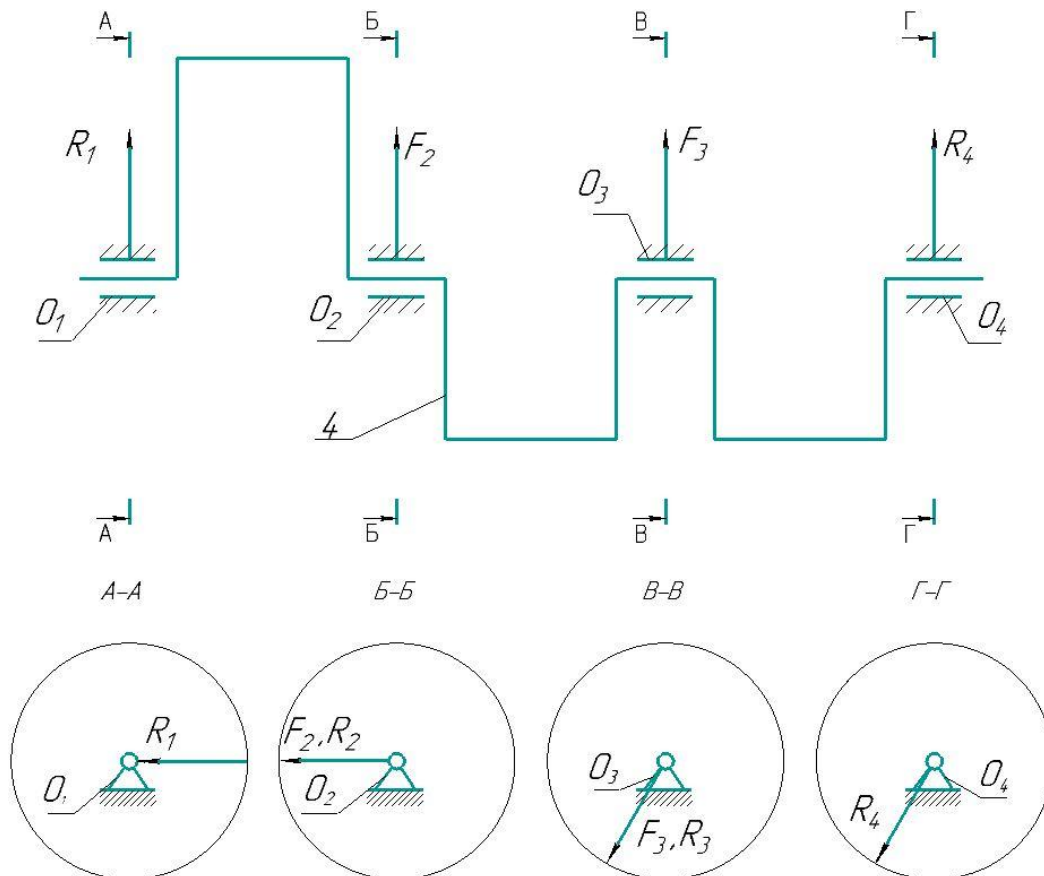 А Б В Г
R1 F2 F3 R4
O3
O1 O2 O4
4
А Б В Г
А-А Б-Б В-В Г-Г
R1 F2,R2
O1 O2 O3 O4
F3,R3 R4